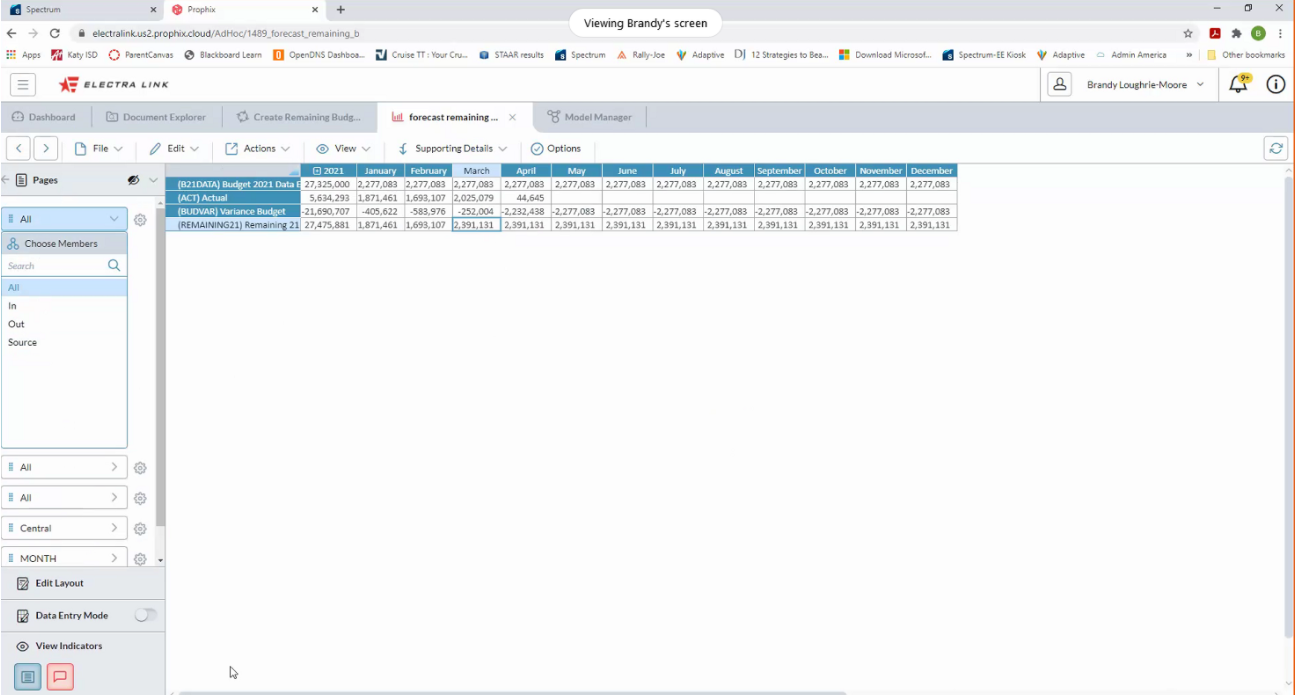 Spectrum
Prophix
Viewing Brandy's screen
electralink.us2.prophix.cloud/AdHoc/1489_forecast_remaining_b
Apps Katy ISD ParentCanvas Blackboard Learn OpenDNS Dashboa... Cruise TT : Your Cru... STAAR results Spectrum Rally-Joe Adaptive 12 Strategies to Bea... Download Microsof... Spectrum-EE Kiosk Adaptive Admin America » Other bookmarks
ELECTRA LINK
Brandy Loughrie-Moore
9+
Dashboard Document Explorer Create Remaining Budg... forecast remaining ... Model Manager
File Edit Actions View Supporting Details Options
Pages
2021 January February March April May June July August September October November December
(B21DATA) Budget 2021 Data E 27,325,000 2,277,083 2,277,083 2,277,083 2,277,083 2,277,083 2,277,083 2,277,083 2,277,083 2,277,083 2,277,083 2,277,083 2,277,083
(ACT) Actual 5,634,293 1,871,461 1,693,107 2,025,079 44,645
(BUDVAR) Variance Budget -21,690,707 -405,622 -583,976 -252,004 -2,232,438 -2,277,083 -2,277,083 -2,277,083 -2,277,083 -2,277,083 -2,277,083 -2,277,083 -2,277,083
(REMAINING21) Remaining 21 27,475,881 1,871,461 1,693,107 2,391,131 2,391,131 2,391,131 2,391,131 2,391,131 2,391,131 2,391,131 2,391,131 2,391,131 2,391,131
All
Choose Members
Search
All
In
Out
Source
All
All
Central
MONTH
Edit Layout
Data Entry Mode
View Indicators